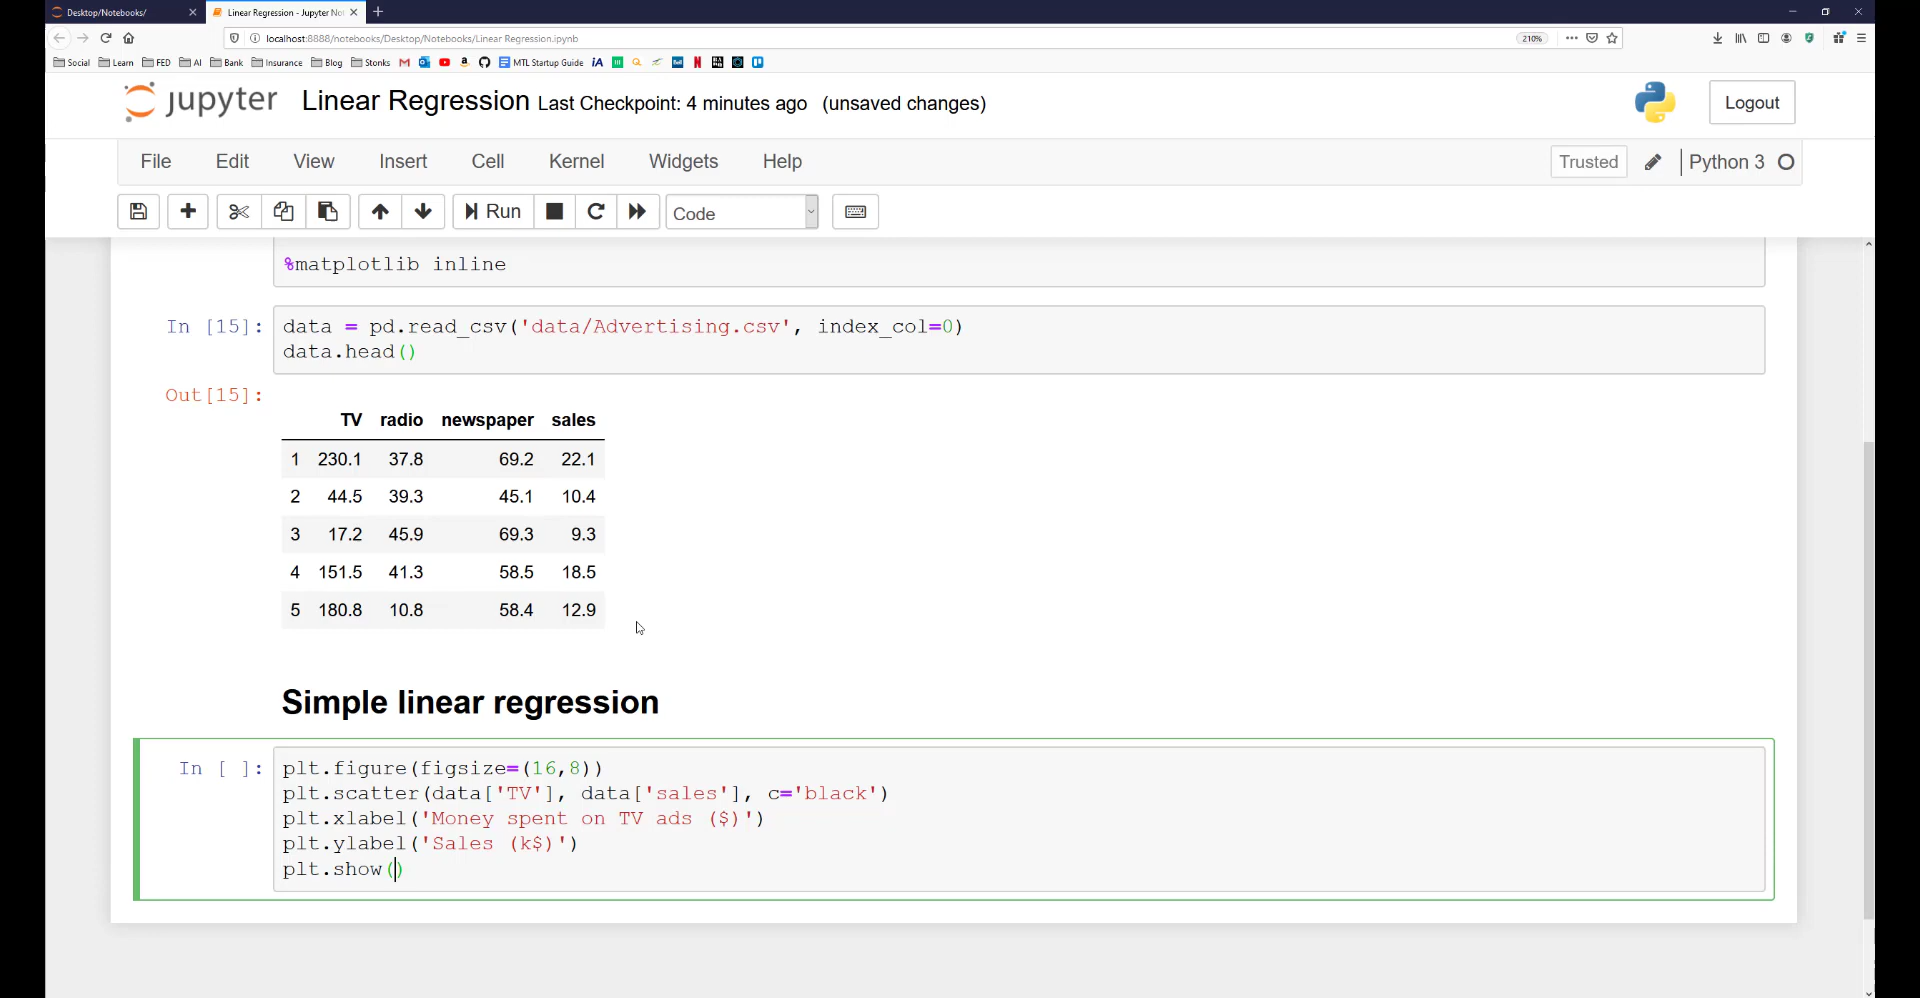 Desktop/Notebooks/
Linear Regression - Jupyter No
localhost:8888/notebooks/Desktop/Notebooks/Linear Regression.ipynb
210%
Social Learn FED AI Bank Insurance Blog Stonks MTL Startup Guide iA
jupyter Linear Regression Last Checkpoint: 4 minutes ago (unsaved changes)
Logout
File Edit View Insert Cell Kernel Widgets Help
Trusted Python 3 O
Run Code
%matplotlib inline
In [15]: data = pd.read_csv('data/Advertising.csv', index_col=0)
data.head()
Out[15]:
TV radio newspaper sales
1 230.1 37.8 69.2 22.1
2 44.5 39.3 45.1 10.4
3 17.2 45.9 69.3 9.3
4 151.5 41.3 58.5 18.5
5 180.8 10.8 58.4 12.9
Simple linear regression
In [ ]: plt.figure(figsize=(16,8))
plt.scatter(data['TV'], data['sales'], c='black')
plt.xlabel('Money spent on TV ads ($)')
plt.ylabel('Sales (k$)')
plt.show()